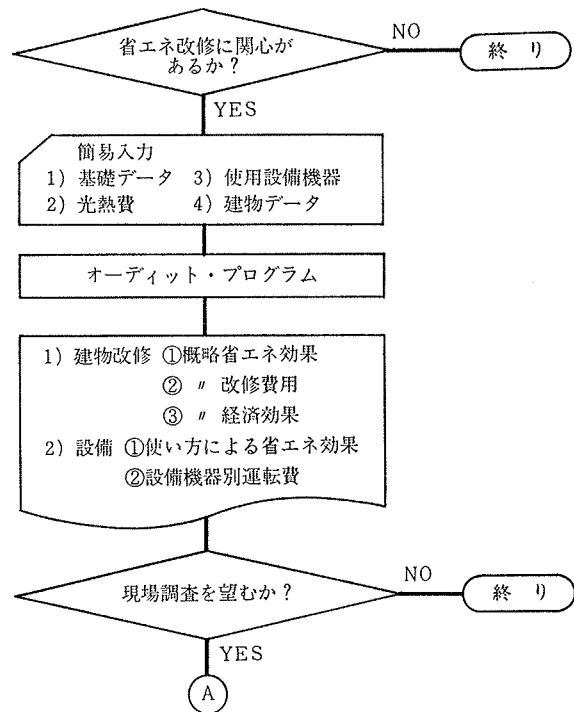 省エネ改修に関心が
あるか？
NO
終り
YES
簡易入力
1) 基礎データ 3) 使用設備機器
2) 光熱費 4) 建物データ
オーディット・プログラム
1) 建物改修 ①概略省エネ効果
② 〃 改修費用
③ 〃 経済効果
2) 設備 ①使い方による省エネ効果
②設備機器別運転費
現場調査を望むか？
NO
終り
YES
A